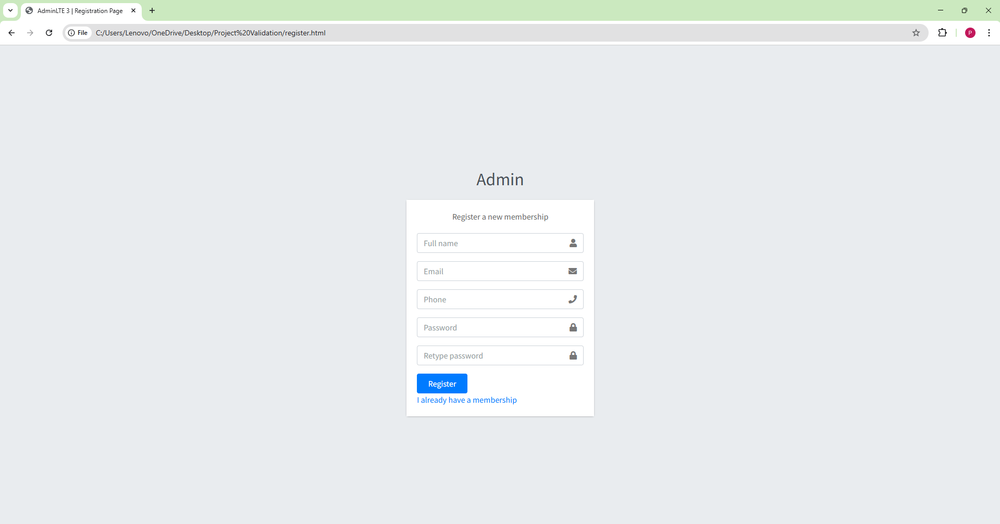 AdminLTE 3 | Registration Page
File
C:/Users/Lenovo/OneDrive/Desktop/Project%20Validation/register.html
P
Admin
Register a new membership
Full name
Email
Phone
Password
Retype password
Register
I already have a membership